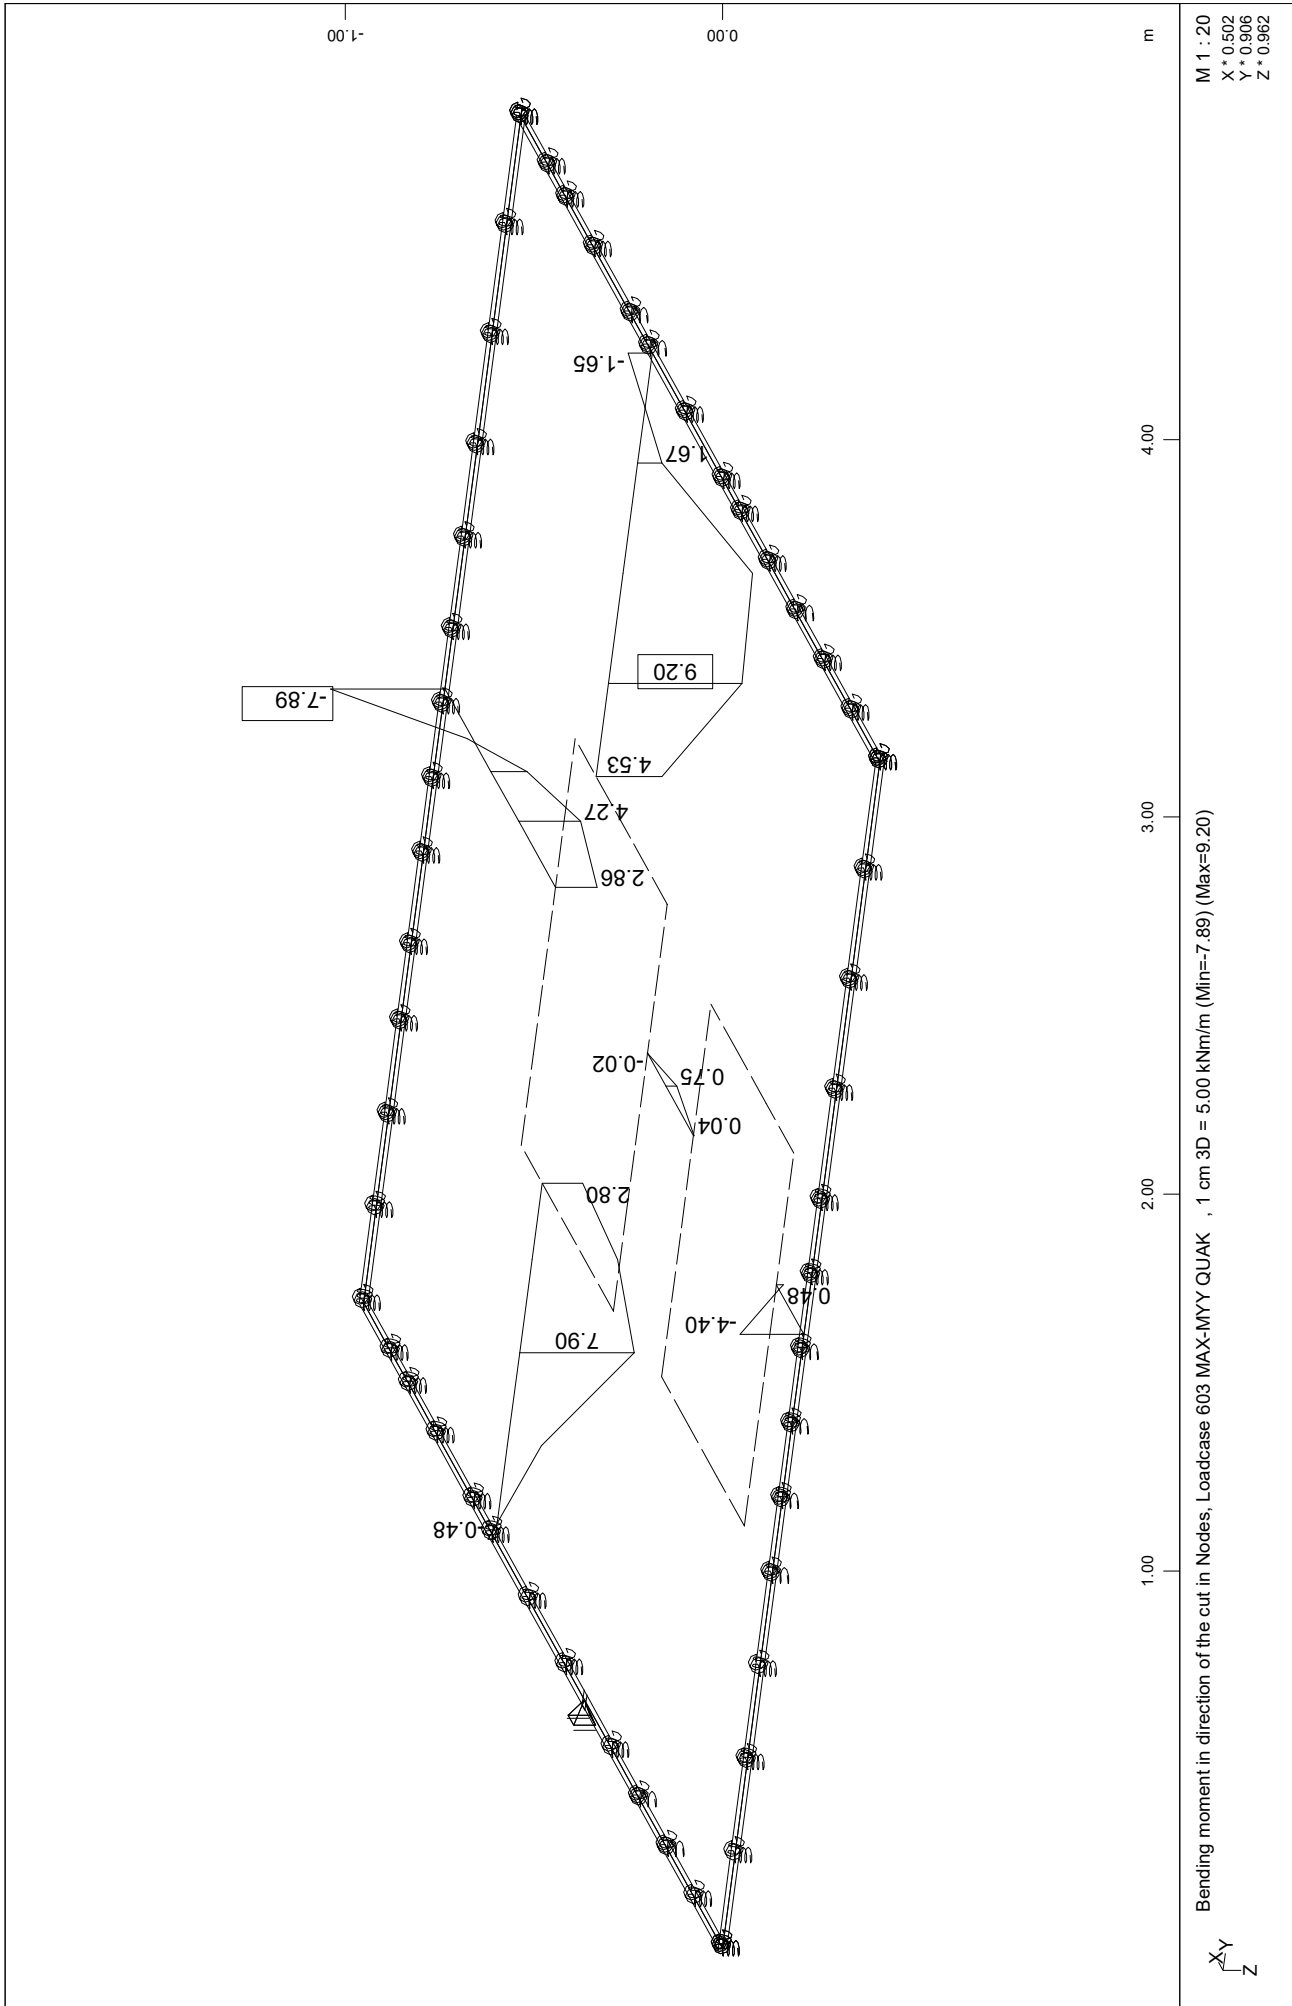 -1.00
0.00
m
M 1 : 20
X * 0.502
Y * 0.906
Z * 0.962
-1.65
4.00
1.67
9.20
-7.89
4.53
4.27
3.00
2.86
-0.02
0.75
0.04
2.80
2.00
0.48
-4.40
7.90
-0.48
1.00
Bending moment in direction of the cut in Nodes, Loadcase 603 MAX-MYY QUAK , 1 cm 3D = 5.00 kNm/m (Min=-7.89) (Max=9.20)
X
Y
Z